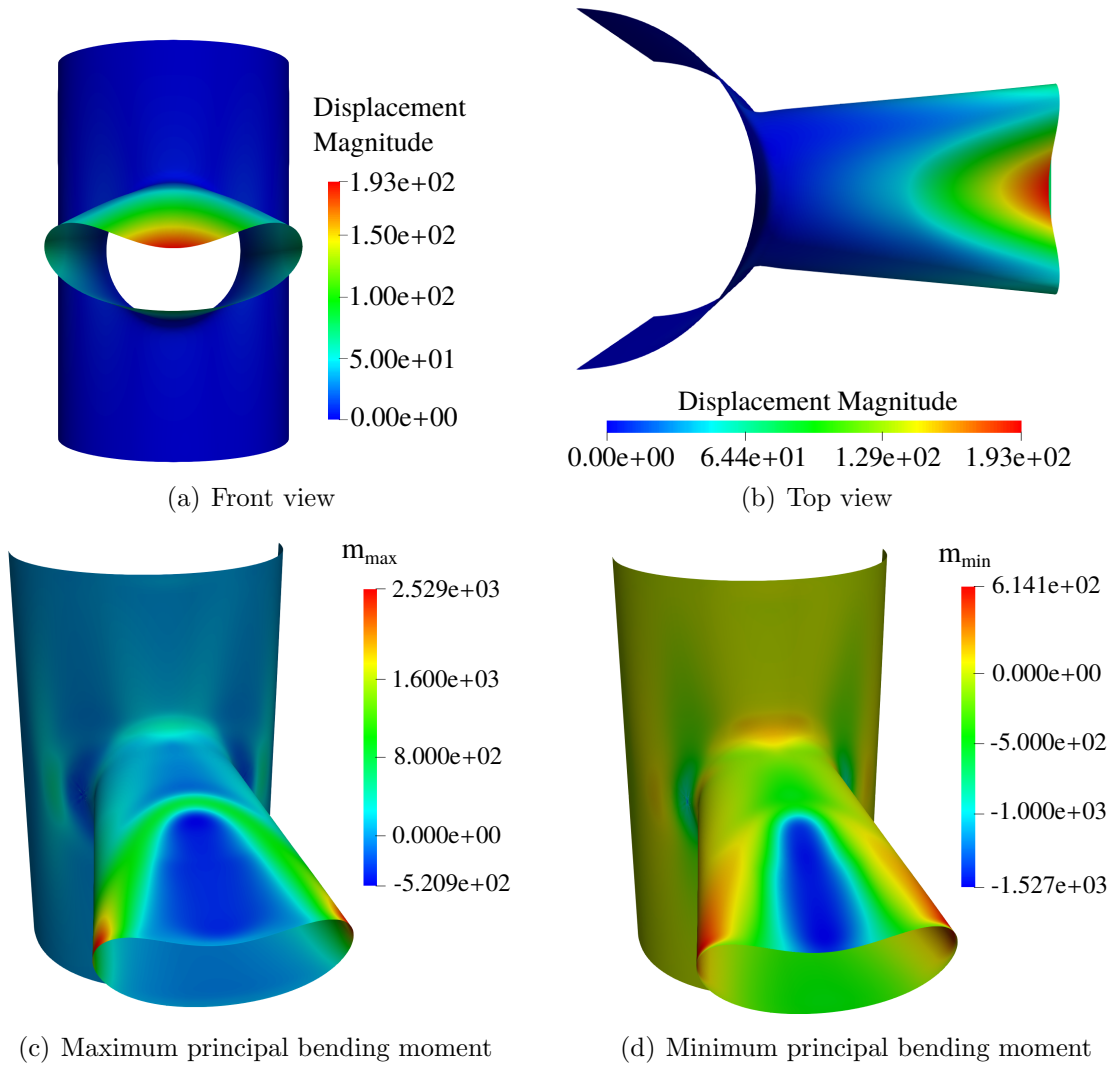 Displacement
Magnitude
1.93e+02
1.50e+02
1.00e+02
5.00e+01
0.00e+00
(a) Front view
Displacement Magnitude
0.00e+00 6.44e+01 1.29e+02 1.93e+02
(b) Top view
m_max
2.529e+03
1.600e+03
8.000e+02
0.000e+00
-5.209e+02
(c) Maximum principal bending moment
m_min
6.141e+02
0.000e+00
-5.000e+02
-1.000e+03
-1.527e+03
(d) Minimum principal bending moment